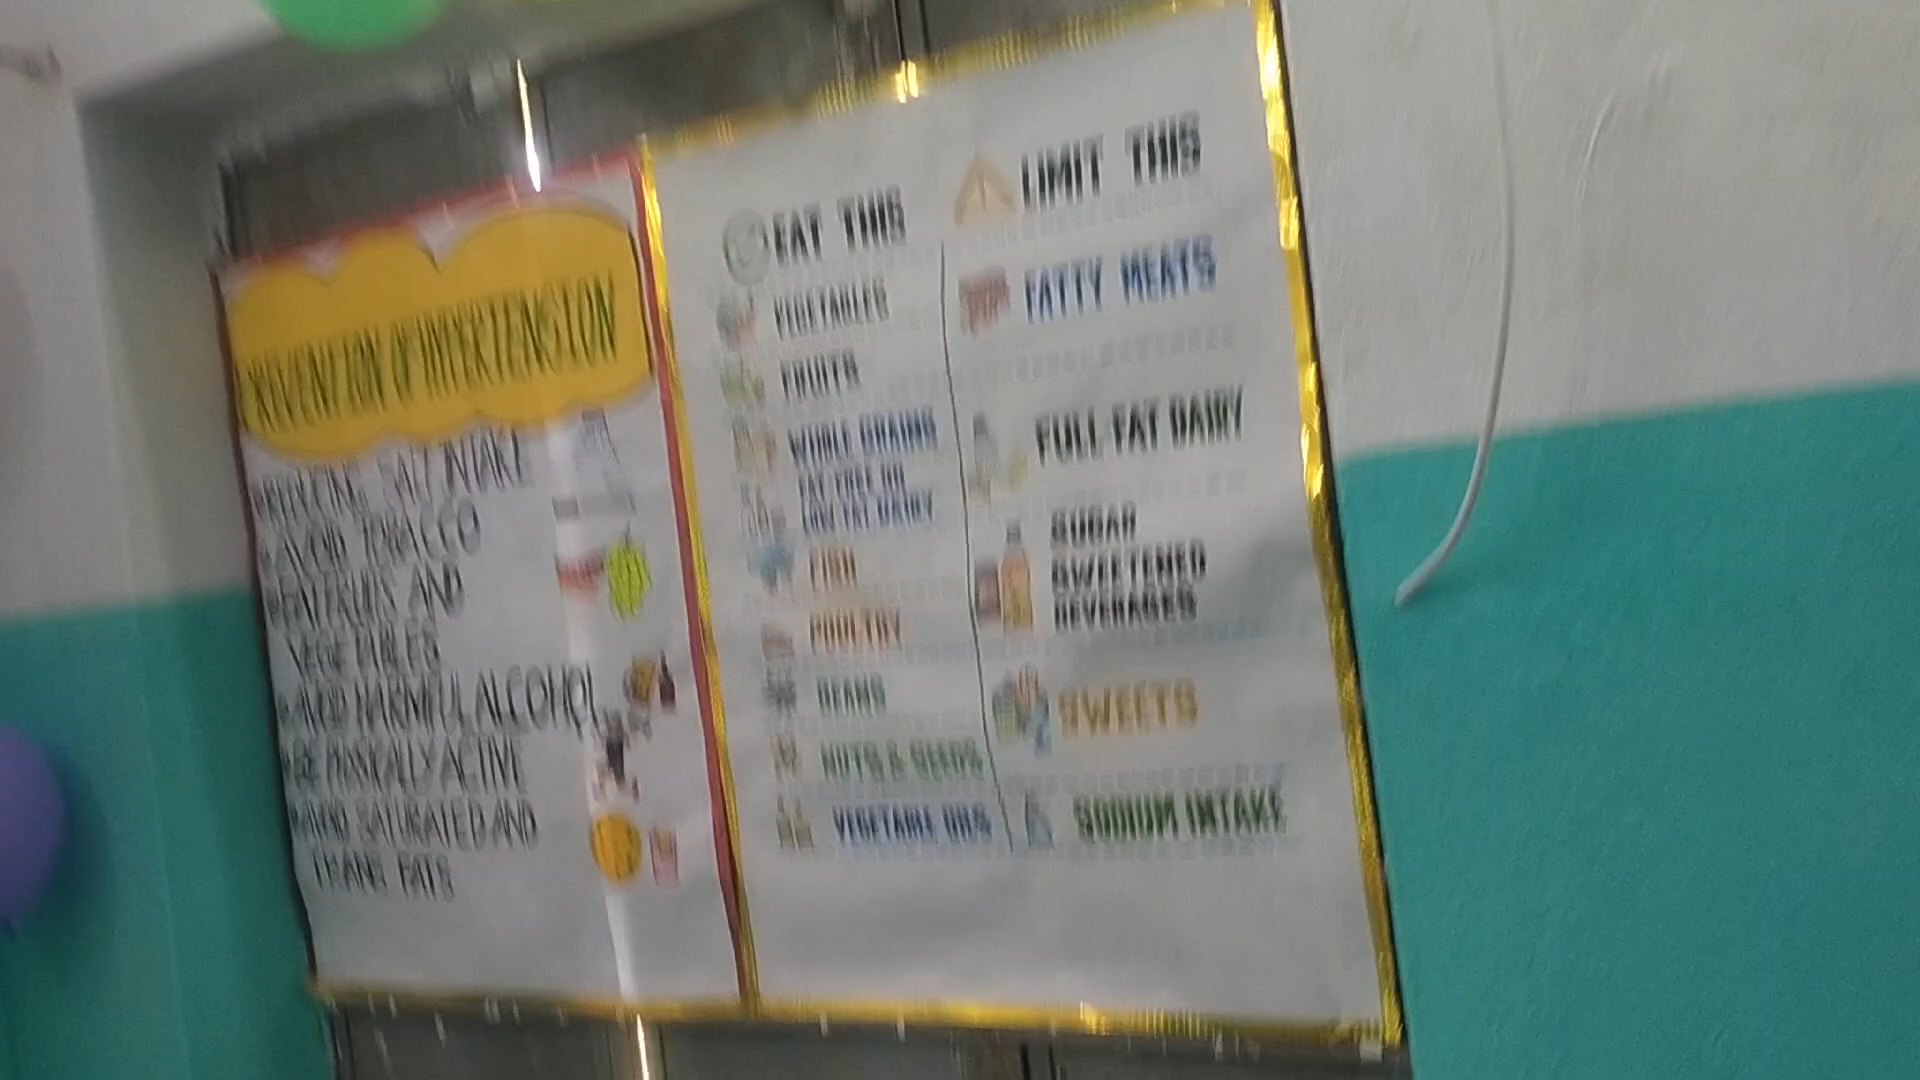 PREVENTION OF HYPERTENSION
REDUCING SALT INTAKE
AVOID TOBACCO
EAT FRUITS AND
VEGETABLES
AVOID HARMFUL ALCOHOL
BE PHYSICALLY ACTIVE
AVOID SATURATED AND
TRANS FATS
EAT THIS
VEGETABLES
FRUITS
WHOLE GRAINS
FAT FREE OR
LOW FAT DAIRY
FISH
POULTRY
BEANS
NUTS & SEEDS
VEGETABLE OILS
LIMIT THIS
FATTY MEATS
FULL FAT DAIRY
SUGAR
SWEETENED
BEVERAGES
SWEETS
SODIUM INTAKE